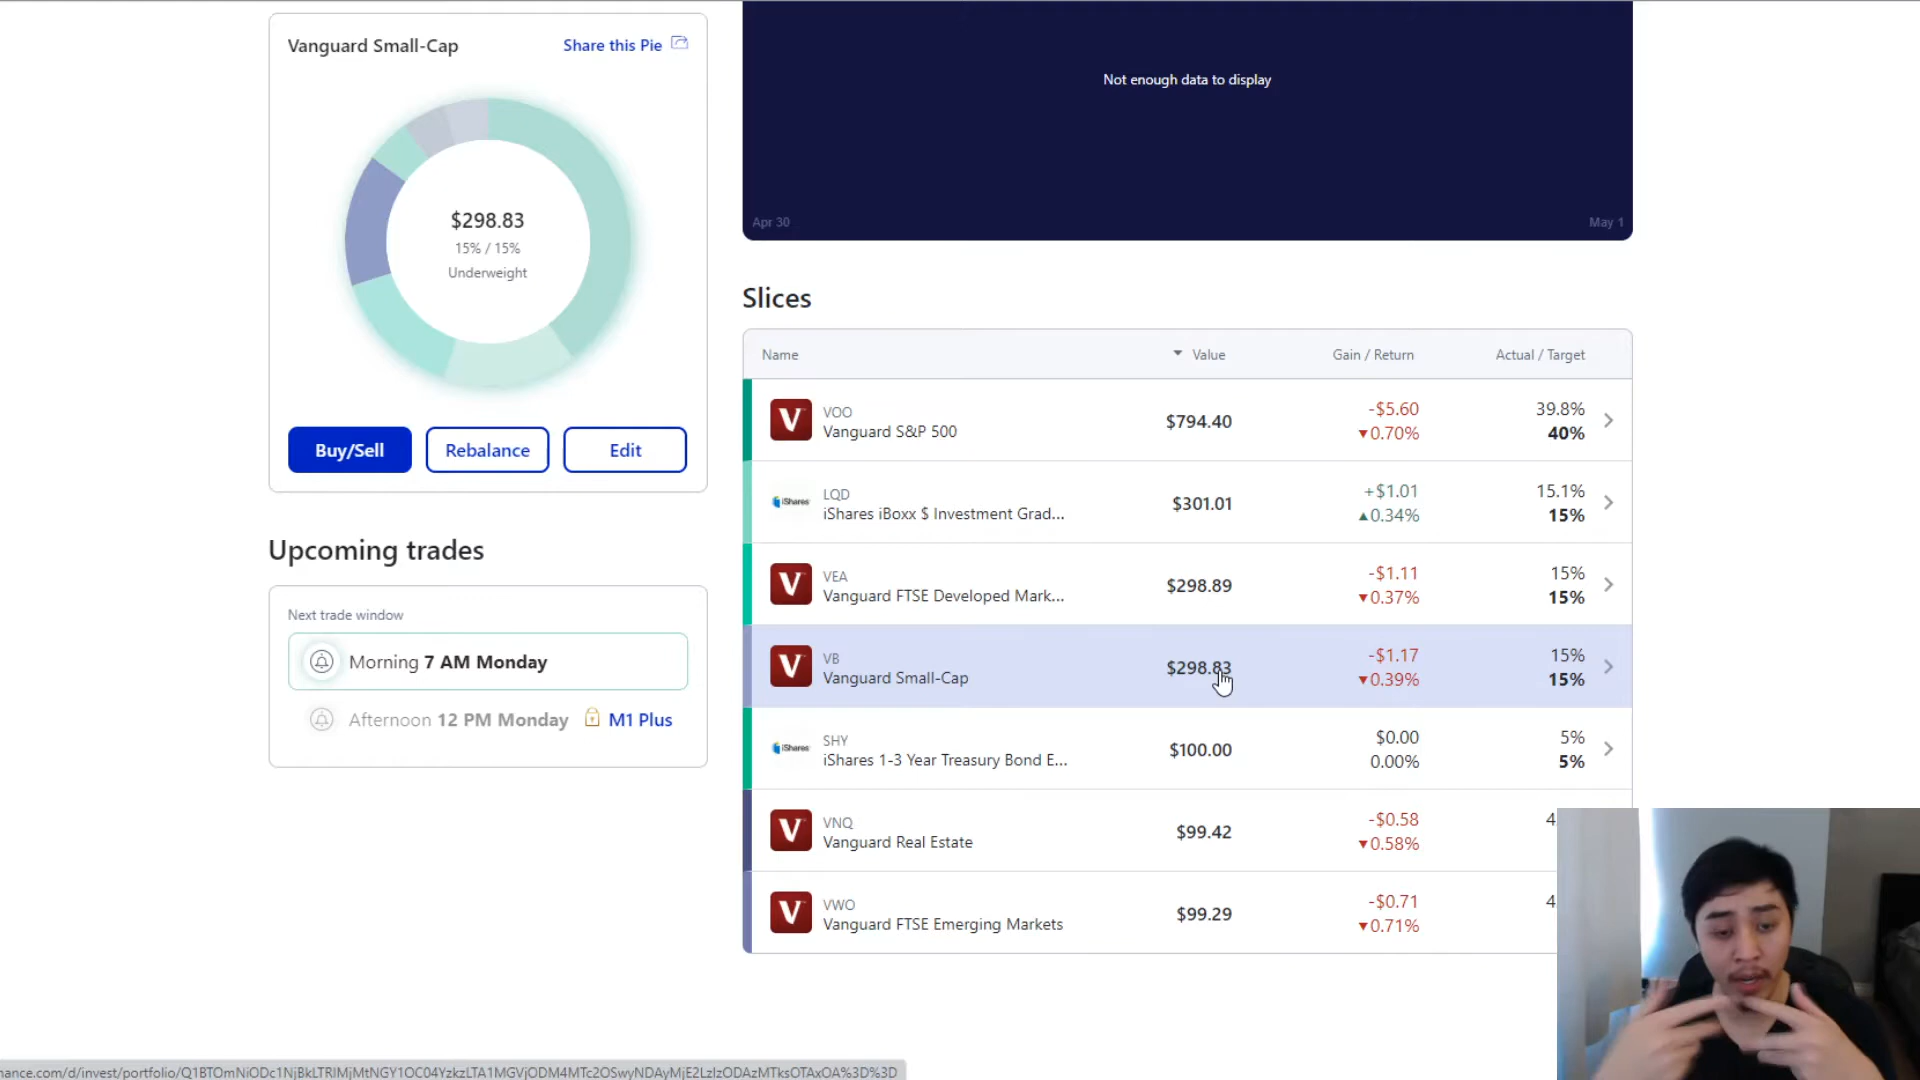 Vanguard Small-Cap
Share this Pie
$298.83
15% / 15%
Underweight
Buy/Sell
Rebalance
Edit
Upcoming trades
Next trade window
Morning 7 AM Monday
Afternoon 12 PM Monday
M1 Plus
Not enough data to display
Apr 30
May 1
Slices
Name
Value
Gain / Return
Actual / Target
V
VOO
Vanguard S&P 500
$794.40
-$5.60
▼0.70%
39.8%
40%
iShares
LQD
iShares iBoxx $ Investment Grad...
$301.01
+$1.01
▲0.34%
15.1%
15%
V
VEA
Vanguard FTSE Developed Mark...
$298.89
-$1.11
▼0.37%
15%
15%
V
VB
Vanguard Small-Cap
$298.83
-$1.17
▼0.39%
15%
15%
iShares
SHY
iShares 1-3 Year Treasury Bond E...
$100.00
$0.00
0.00%
5%
5%
V
VNQ
Vanguard Real Estate
$99.42
-$0.58
▼0.58%
4
V
VWO
Vanguard FTSE Emerging Markets
$99.29
-$0.71
▼0.71%
4